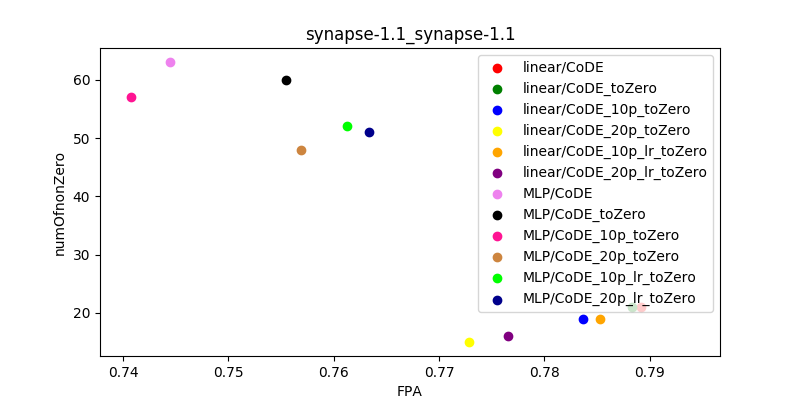 synapse-1.1_synapse-1.1
numOfnonZero
60
50
40
30
20
linear/CoDE
linear/CoDE_toZero
linear/CoDE_10p_toZero
linear/CoDE_20p_toZero
linear/CoDE_10p_lr_toZero
linear/CoDE_20p_lr_toZero
MLP/CoDE
MLP/CoDE_toZero
MLP/CoDE_10p_toZero
MLP/CoDE_20p_toZero
MLP/CoDE_10p_lr_toZero
MLP/CoDE_20p_lr_toZero
0.74 0.75 0.76 0.77 0.78 0.79
FPA